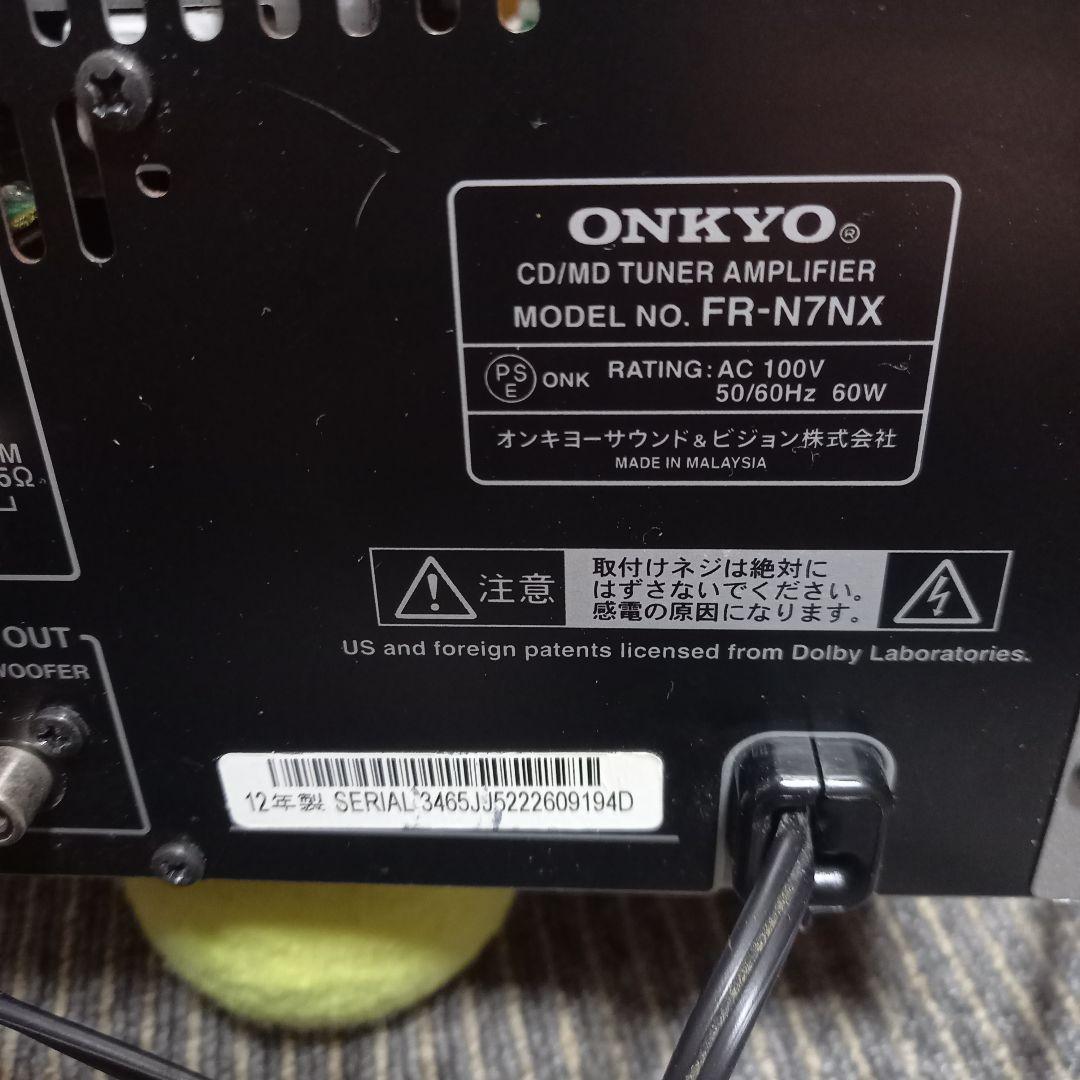 ONKYO®
CD/MD TUNER AMPLIFIER
MODEL NO. FR-N7NX
PSE ONK RATING: AC 100V
50/60Hz 60W
オンキヨーサウンド&ビジョン株式会社
MADE IN MALAYSIA
M
5Ω
注意
取付けネジは絶対に
はずさないでください。
感電の原因になります。
OUT
WOOFER
US and foreign patents licensed from Dolby Laboratories.
12年製 SERIAL 3465JJ5222609194D